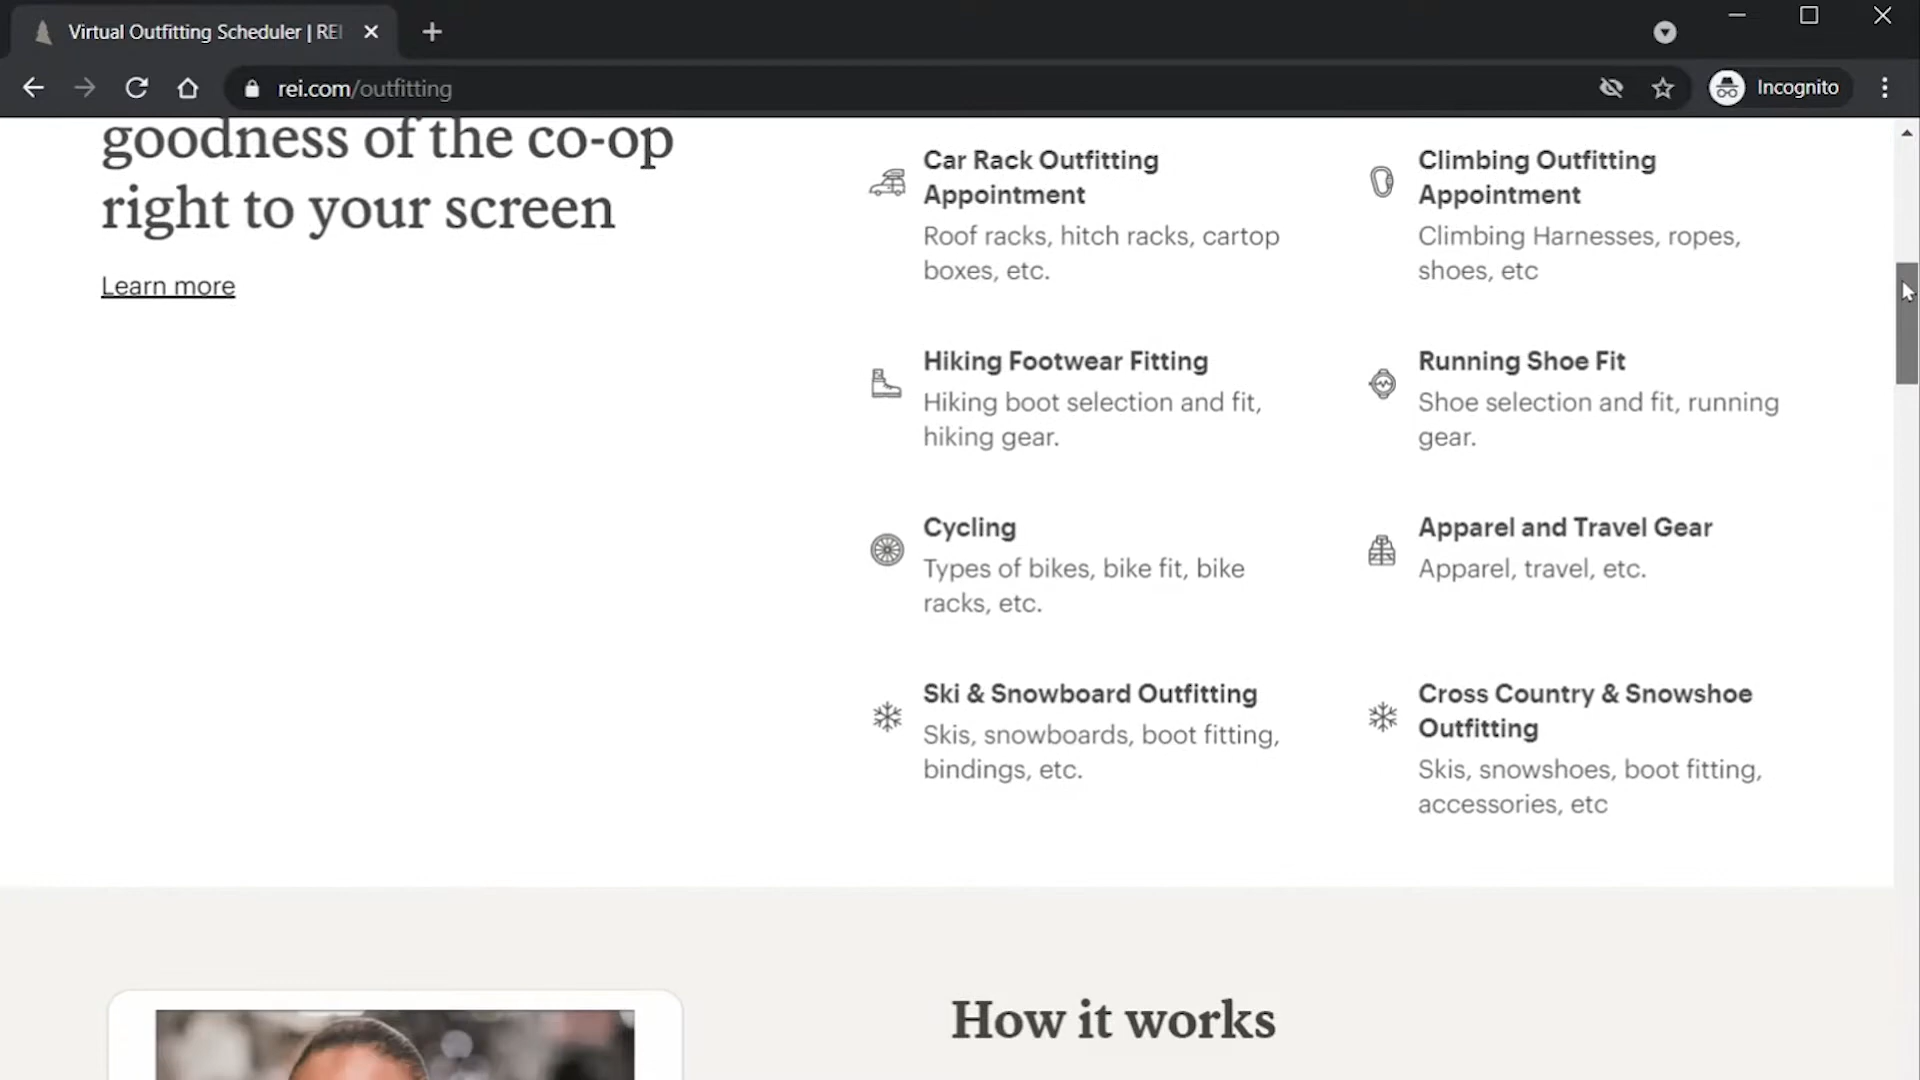 Virtual Outfitting Scheduler | REI
rei.com/outfitting
Incognito
goodness of the co-op
right to your screen
Learn more
Car Rack Outfitting
Appointment
Roof racks, hitch racks, cartop
boxes, etc.
Climbing Outfitting
Appointment
Climbing Harnesses, ropes,
shoes, etc
Hiking Footwear Fitting
Hiking boot selection and fit,
hiking gear.
Running Shoe Fit
Shoe selection and fit, running
gear.
Cycling
Types of bikes, bike fit, bike
racks, etc.
Apparel and Travel Gear
Apparel, travel, etc.
Ski & Snowboard Outfitting
Skis, snowboards, boot fitting,
bindings, etc.
Cross Country & Snowshoe
Outfitting
Skis, snowshoes, boot fitting,
accessories, etc
How it works